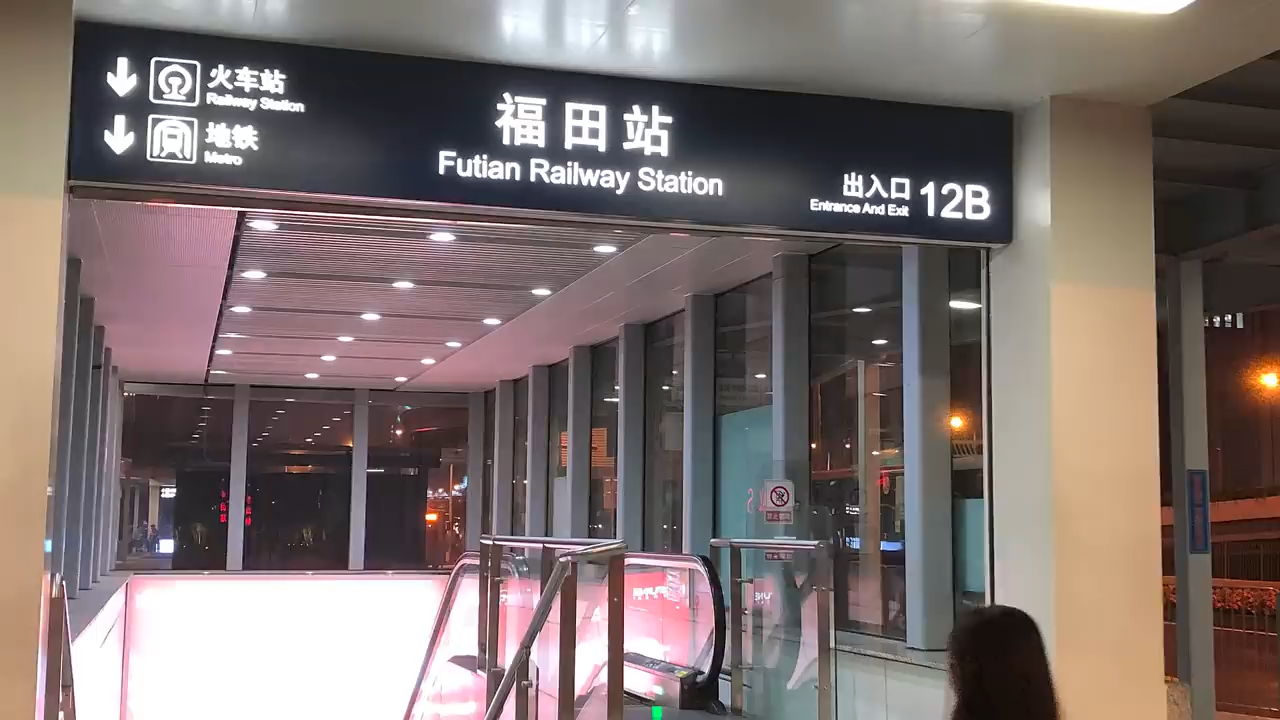 火车站
Railway Station
地铁
Metro
福田站
Futian Railway Station
出入口 12B
Entrance And Exit